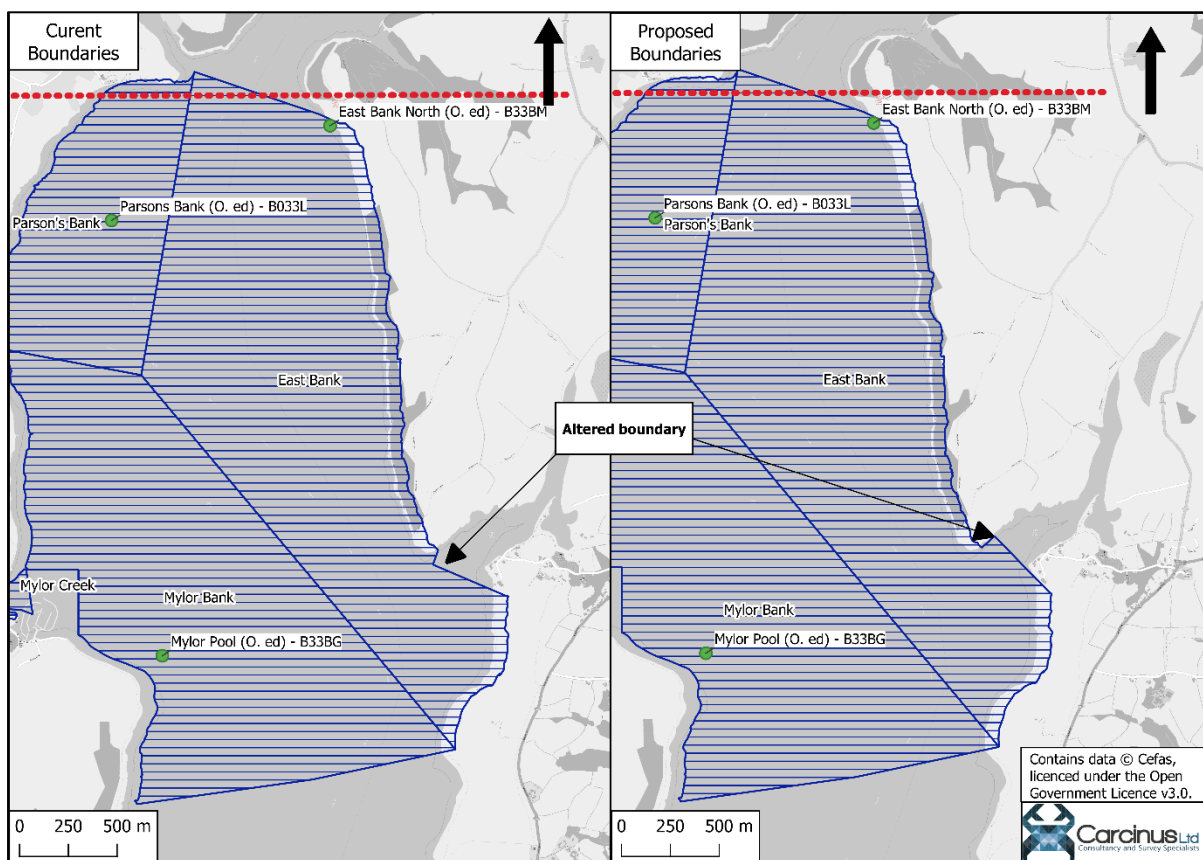 Curent
Boundaries
East Bank North (O. ed) - B33BM
Parsons Bank (O. ed) - B033L
Parson's Bank
East Bank
Mylor Creek
Mylor Bank
Mylor Pool (O. ed) - B33BG
0 250 500 m
Altered boundary
Proposed
Boundaries
East Bank North (O. ed) - B33BM
Parsons Bank (O. ed) - B033L
Parson's Bank
East Bank
Mylor Bank
Mylor Pool (O. ed) - B33BG
0 250 500 m
Contains data © Cefas,
licenced under the Open
Government Licence v3.0.
Carcinus Ltd
Consultancy and Survey Specialists